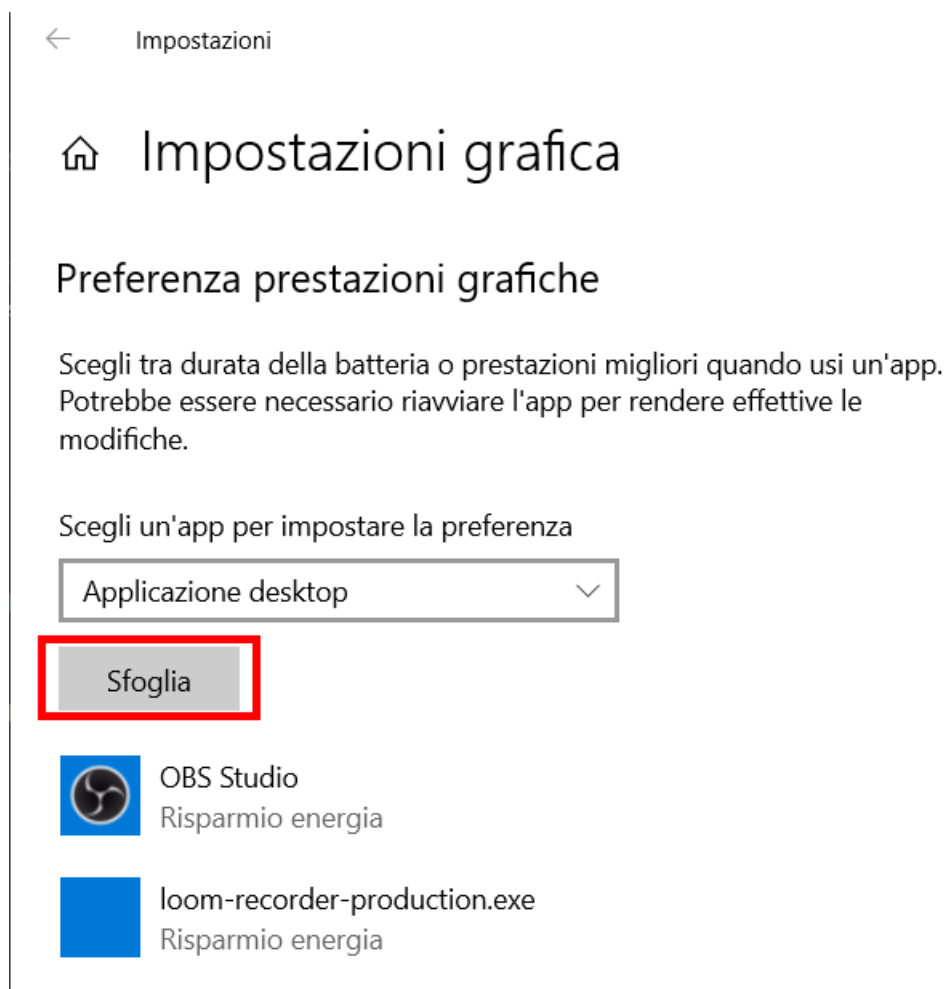 Impostazioni
Impostazioni grafica
Preferenza prestazioni grafiche
Scegli tra durata della batteria o prestazioni migliori quando usi un'app.
Potrebbe essere necessario riavviare l'app per rendere effettive le
modifiche.
Scegli un'app per impostare la preferenza
Applicazione desktop
Sfoglia
OBS Studio
Risparmio energia
loom-recorder-production.exe
Risparmio energia